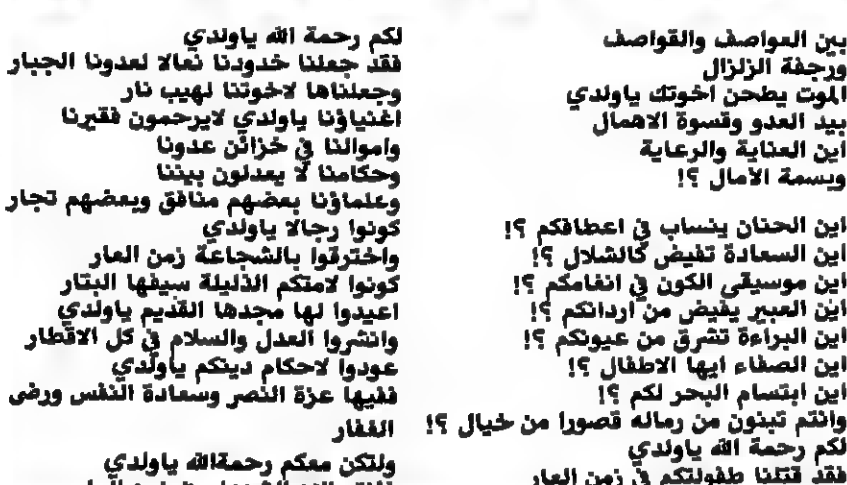 بين العواصف والقواصف
ورجفة الزلزال
الموت يطحن اخوتك ياولدي
بيد العدو وقسوة الاهمال
اين العناية والرعاية
وبسمة الآمال ؟!
اين الحنان ينساب في اعطافكم ؟!
اين السعادة تفيض كالشلال ؟!
اين موسيقى الكون في انغامكم ؟!
اين العبير يفيض من اردانكم ؟!
اين البراءة تشرق من عيونكم ؟!
اين الصفاء ايها الاطفال ؟!
اين ابتسام البحر لكم ؟!
وانتم تبنون من رماله قصورا من خيال ؟!
لكم رحمة الله ياولدي
فقد قتلنا طفولتكم في زمن العار
لكم رحمة الله ياولدي
فقد جعلنا خدودنا نعالا لعدونا الجبار
وجعلناها لاخوتنا لهيب نار
اغنياؤنا ياولدي لايرحمون فقيرنا
واموالنا في خزائن عدونا
وحكامنا لا يعدلون بيننا
وعلماؤنا بعضهم منافق وبعضهم تجار
كونوا رجالا ياولدي
واخترقوا بالشجاعة زمن العار
كونوا لامتكم الذليلة سيفها البتار
اعيدوا لها مجدها القديم ياولدي
وانشروا العدل والسلام في كل الاقطار
عودوا لاحكام دينكم ياولدي
ففيها عزة النصر وسعادة النفس ورضى
الغفار
ولتكن معكم رحمةالله ياولدي